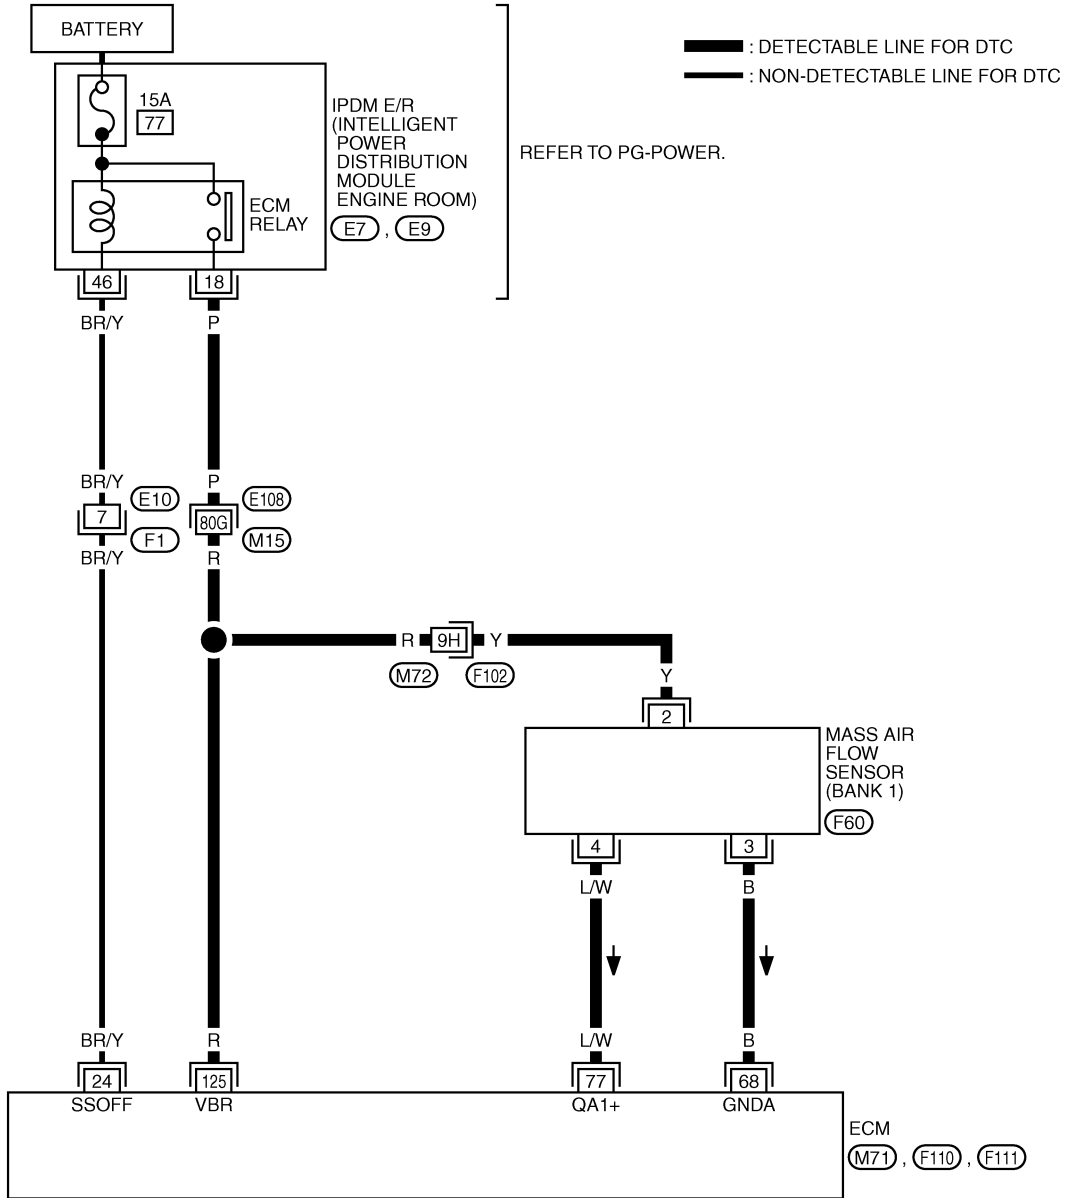 BATTERY
: DETECTABLE LINE FOR DTC
: NON-DETECTABLE LINE FOR DTC
15A
77
IPDM E/R
(INTELLIGENT
POWER
DISTRIBUTION
MODULE
ENGINE ROOM)
E7 , E9
REFER TO PG-POWER.
ECM
RELAY
46
18
BR/Y
P
BR/Y
P
E10
E108
7
80G
F1
M15
BR/Y
R
R
9H
Y
M72
F102
Y
2
MASS AIR
FLOW
SENSOR
(BANK 1)
F60
4
3
L/W
B
BR/Y
R
L/W
B
24
125
77
68
SSOFF
VBR
QA1+
GNDA
ECM
M71 , F110 , F111